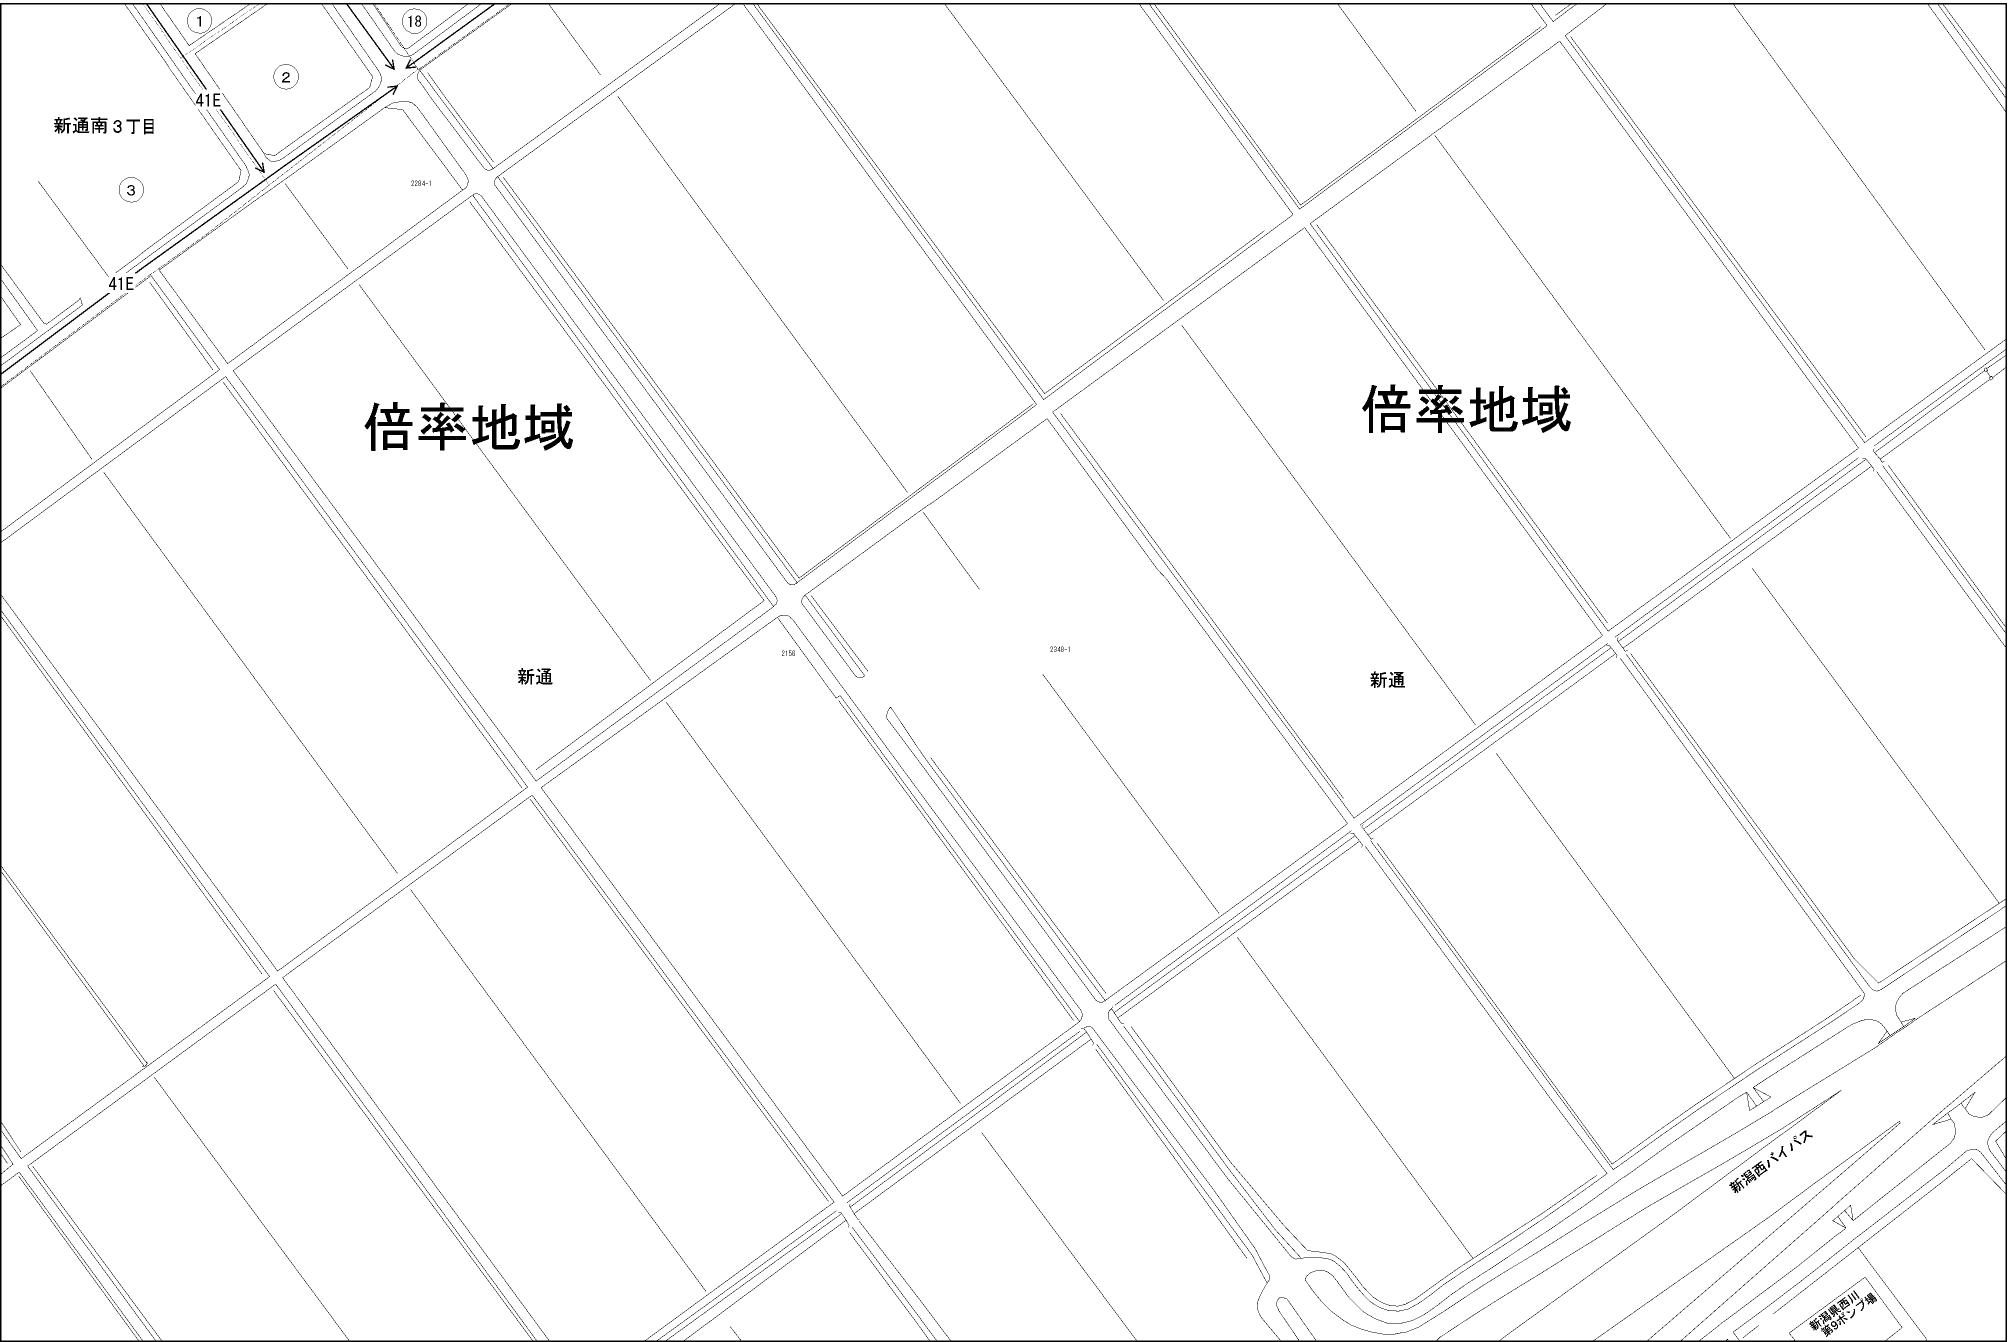 ①
⑱
②
41E
新通南3丁目
③
2284-1
41E
倍率地域
倍率地域
2156
2348-1
新通
新通
新潟西バイパス
新潟県西川
第9ポンプ場